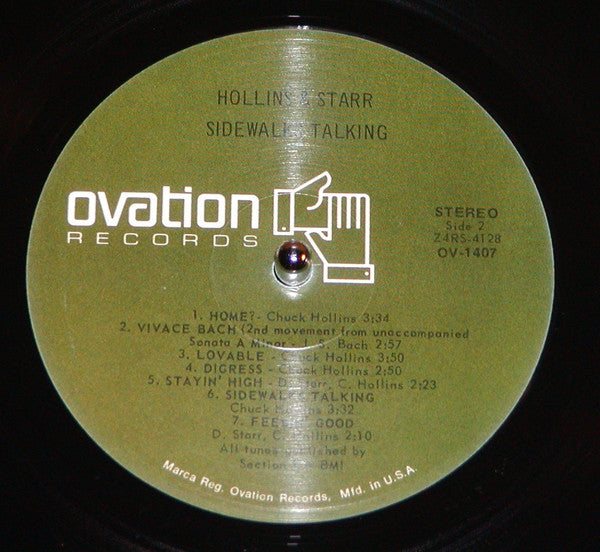 HOLLINS & STARR
SIDEWALKS TALKING
ovation
RECORDS
STEREO
Side 2
Z4RS-4128
OV-1407
1. HOME? - Chuck Hollins 3:34
2. VIVACE BACH (2nd movement from unaccompanied
Sonata A Minor - J. S. Bach 2:57
3. LOVABLE - Chuck Hollins 3:50
4. DIGRESS - Chuck Hollins 2:50
5. STAYIN' HIGH - D. Starr, C. Hollins 2:23
6. SIDEWALKS TALKING
Chuck Hollins 3:32
7. GOOD
D. Starr, C. Hollins 2:10
All tunes published by
Section BMI
Marca Reg. Ovation Records, Mfd. in U.S.A.